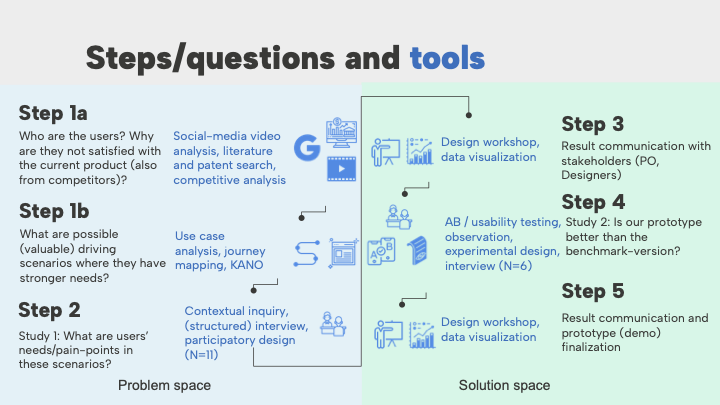 Steps/questions and tools
Step 1a
Who are the users? Why
are they not satisfied with
the current product (also
from competitors)?
Social-media video
analysis, literature
and patent search,
competitive analysis
G
Step 1b
What are possible
(valuable) driving
scenarios where they have
stronger needs?
Use case
analysis, journey
mapping, KANO
Step 2
Study 1: What are users'
needs/pain-points in
these scenarios?
Contextual inquiry,
(structured) interview,
participatory design
(N=11)
Problem space
Design workshop,
data visualization
Step 3
Result communication with
stakeholders (PO,
Designers)
A
B
AB / usability testing,
observation,
experimental design,
interview (N=6)
Step 4
Study 2: Is our prototype
better than the
benchmark-version?
Design workshop,
data visualization
Step 5
Result communication and
prototype (demo)
finalization
Solution space